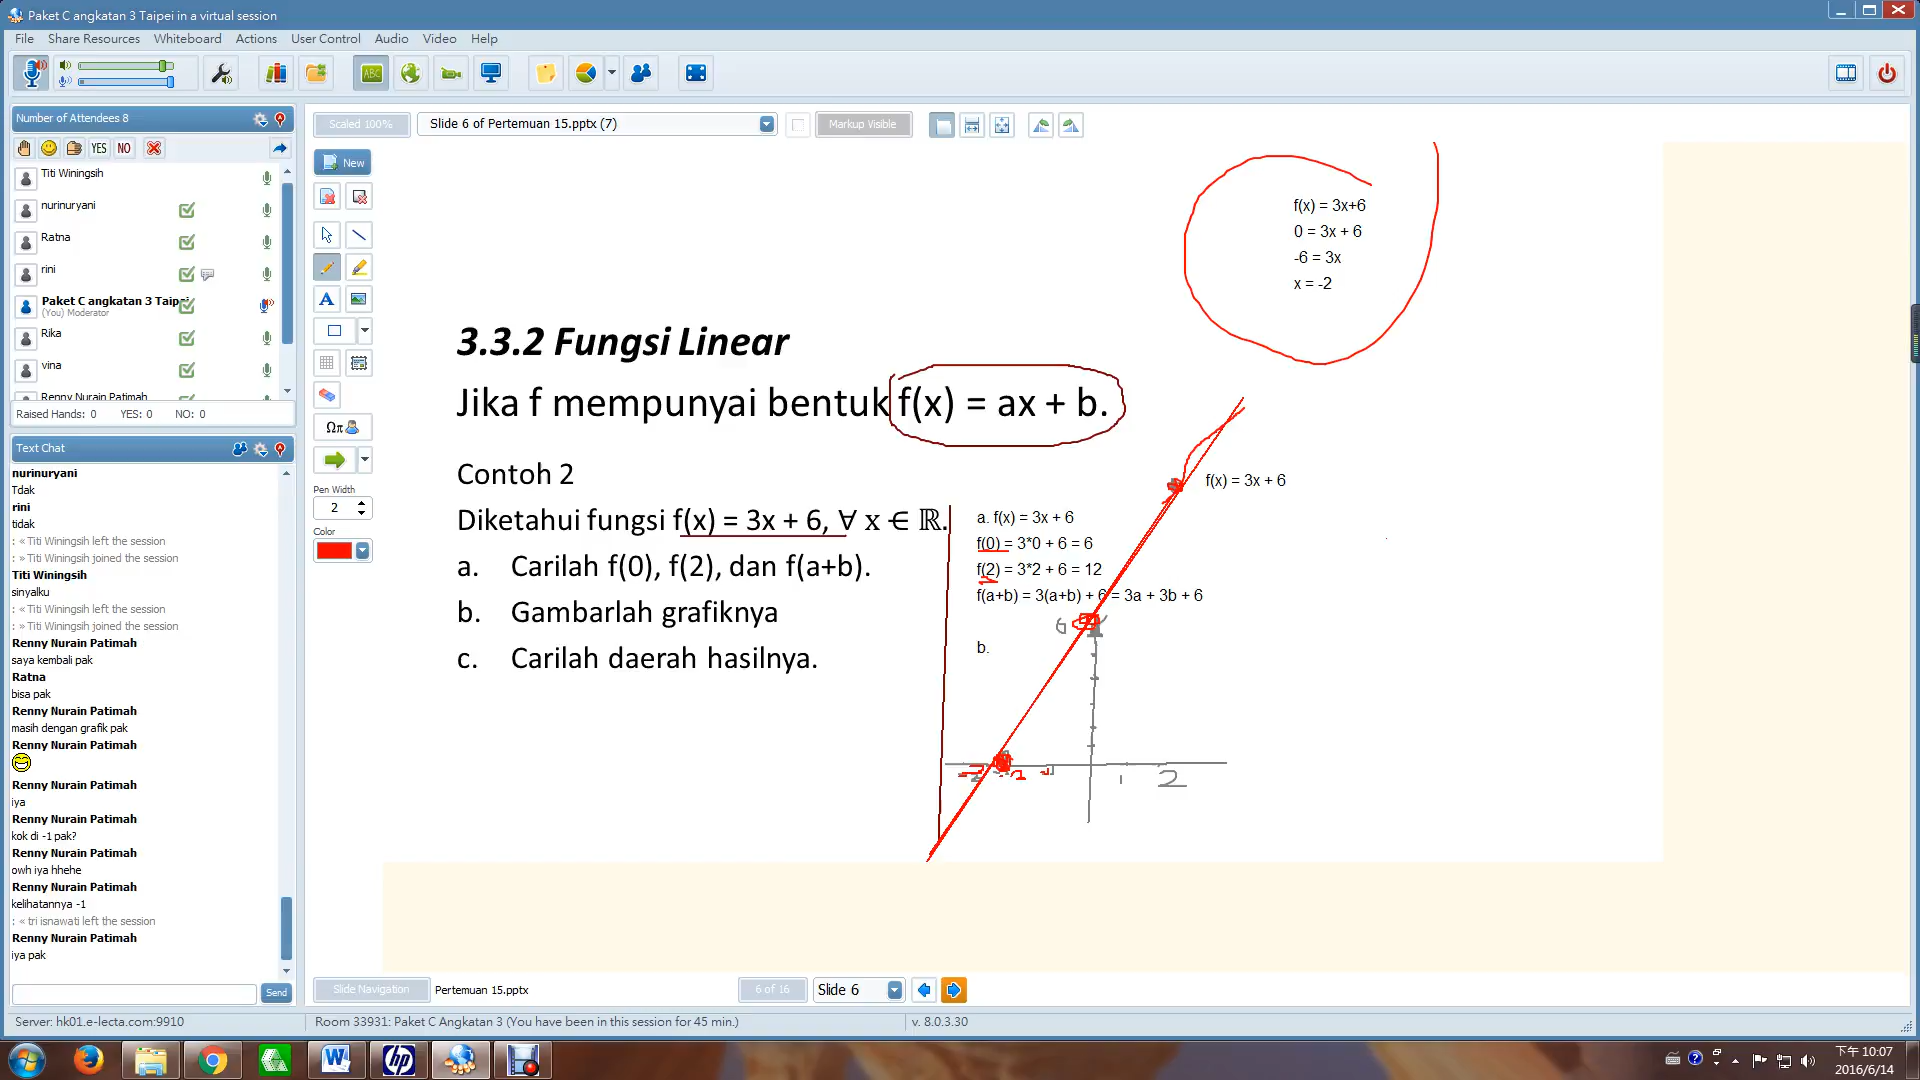 Paket C angkatan 3 Taipei in a virtual session
File Share Resources Whiteboard Actions User Control Audio Video Help
ABC
Number of Attendees 8
YES NO
Titi Winingsih
nurinuryani
Ratna
rini
Paket C angkatan 3 Taipei
(You) Moderator
Rika
vina
Renny Nurain Patimah
Raised Hands: 0 YES: 0 NO: 0
Text Chat
nurinuryani
Tdak
rini
tidak
: « Titi Winingsih left the session
: » Titi Winingsih joined the session
Titi Winingsih
sinyalku
: « Titi Winingsih left the session
: » Titi Winingsih joined the session
Renny Nurain Patimah
saya kembali pak
Ratna
bisa pak
Renny Nurain Patimah
masih dengan grafik pak
Renny Nurain Patimah
Renny Nurain Patimah
iya
Renny Nurain Patimah
kok di -1 pak?
Renny Nurain Patimah
owh iya hhehe
Renny Nurain Patimah
kelihatannya -1
: « tri isnawati left the session
Renny Nurain Patimah
iya pak
Send
Scaled 100% Slide 6 of Pertemuan 15.pptx (7) Markup Visible
New
A
Ωπ
Pen Width
2
Color
f(x) = 3x+6
0 = 3x + 6
-6 = 3x
x = -2
3.3.2 Fungsi Linear
Jika f mempunyai bentuk f(x) = ax + b.
Contoh 2
Diketahui fungsi f(x) = 3x + 6, ∀ x ∈ ℝ.
a. Carilah f(0), f(2), dan f(a+b).
b. Gambarlah grafiknya
c. Carilah daerah hasilnya.
f(x) = 3x + 6
a. f(x) = 3x + 6
f(0) = 3*0 + 6 = 6
f(2) = 3*2 + 6 = 12
f(a+b) = 3(a+b) + 6 = 3a + 3b + 6
6
b.
1 2
Slide Navigation Pertemuan 15.pptx 6 of 16 Slide 6
Server: hk01.e-lecta.com:9910 Room 33931: Paket C Angkatan 3 (You have been in this session for 45 min.) v. 8.0.3.30
下午 10:07
2016/6/14